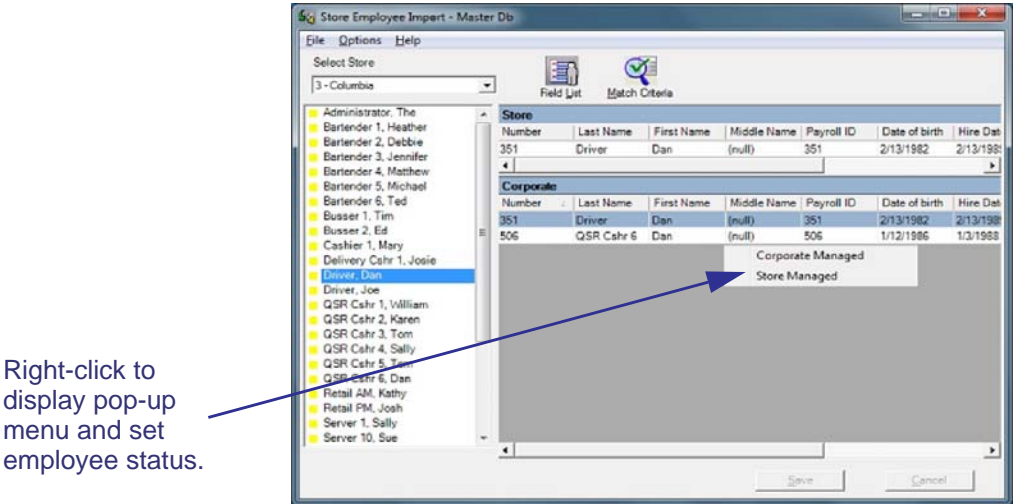 Store Employee Import - Master Db
File Options Help
Select Store
3 - Columbia
Field List
Match Criteria
Administrator, The
Bartender 1, Heather
Bartender 2, Debbie
Bartender 3, Jennifer
Bartender 4, Matthew
Bartender 5, Michael
Bartender 6, Ted
Busser 1, Tim
Busser 2, Ed
Cashier 1, Mary
Delivery Cshr 1, Josie
Driver, Dan
Driver, Joe
QSR Cshr 1, William
QSR Cshr 2, Karen
QSR Cshr 3, Tom
QSR Cshr 4, Sally
QSR Cshr 5, Tom
QSR Cshr 6, Dan
Retail AM, Kathy
Retail PM, Josh
Server 1, Sally
Server 10, Sue
Store
Number Last Name First Name Middle Name Payroll ID Date of birth Hire Dat
351 Driver Dan (null) 351 2/13/1982 2/13/198
Corporate
Number Last Name First Name Middle Name Payroll ID Date of birth Hire Dat
351 Driver Dan (null) 351 2/13/1982 2/13/198
506 QSR Cshr 6 Dan (null) 506 1/12/1986 1/3/1988
Corporate Managed
Store Managed
Save Cancel
Right-click to
display pop-up
menu and set
employee status.